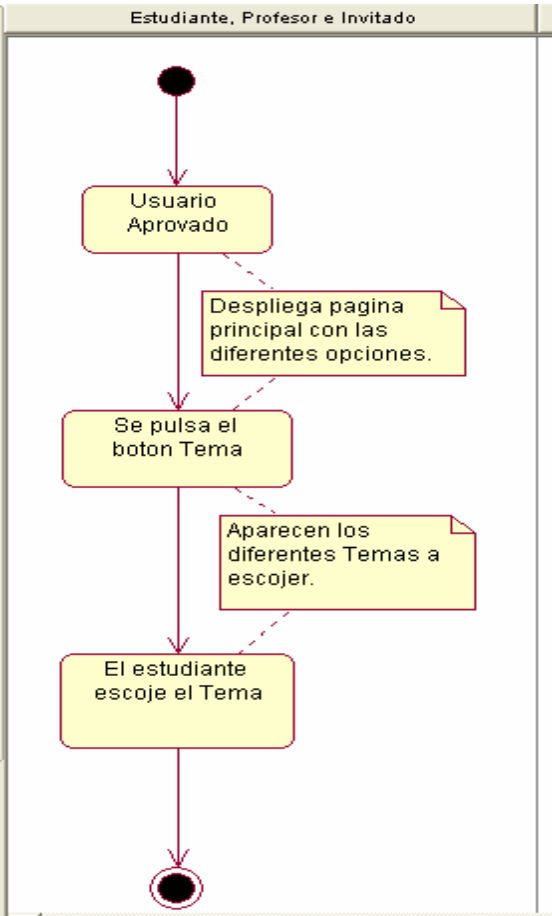 Estudiante, Profesor e Invitado
Usuario
Aprovado
Despliega pagina
principal con las
diferentes opciones.
Se pulsa el
boton Tema
Aparecen los
diferentes Temas a
escojer.
El estudiante
escoje el Tema